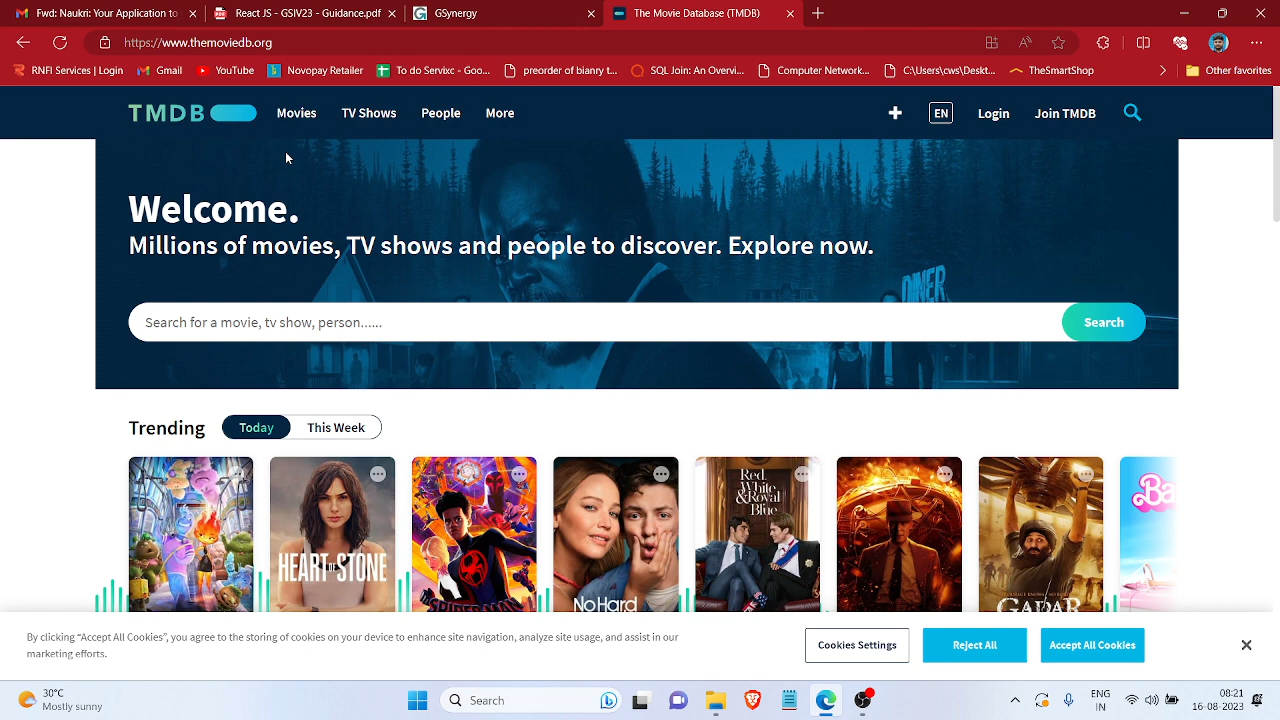 Fwd: Naukri: Your Application to
React JS - GSIV23 - Guidance.pdf
GSynergy
The Movie Database (TMDB)
https://www.themoviedb.org
RNFI Services | Login
Gmail
YouTube
Novopay Retailer
To do Servixc - Goo...
preorder of bianry t...
SQL Join: An Overvi...
Computer Network...
C:\Users\cws\Deskt...
TheSmartShop
Other favorites
TMDB
Movies
TV Shows
People
More
EN
Login
Join TMDB
DINER
Welcome.
Millions of movies, TV shows and people to discover. Explore now.
Search for a movie, tv show, person......
Search
Trending
Today
This Week
HEART OF STONE
SPIDER-MAN
No Hard
Red,
White
& Royal
Blue
GADAR
Ba
By clicking “Accept All Cookies”, you agree to the storing of cookies on your device to enhance site navigation, analyze site usage, and assist in our
marketing efforts.
Cookies Settings
Reject All
Accept All Cookies
30°C
Mostly sunny
Search
ENG
IN
08:21
16-08-2023